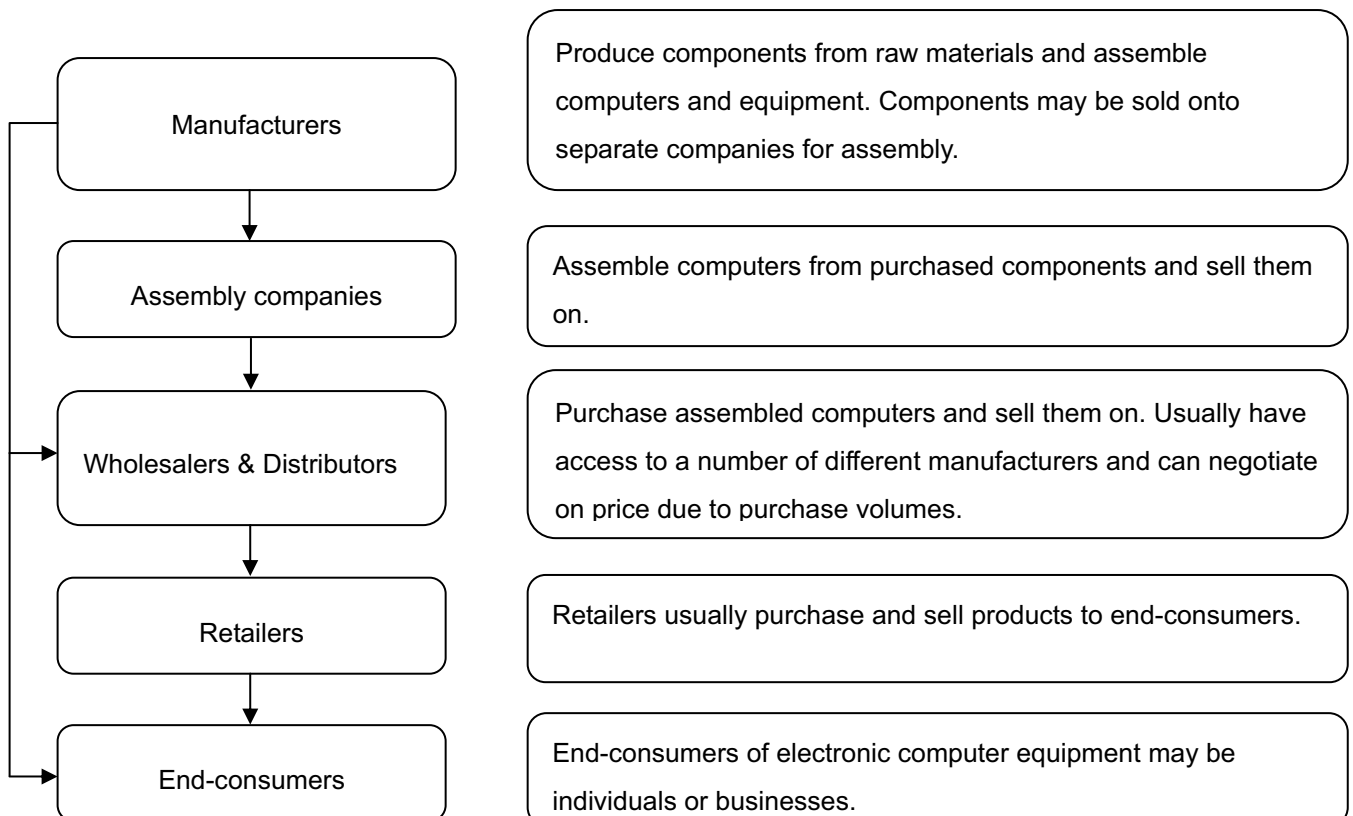 Manufacturers
Produce components from raw materials and assemble
computers and equipment. Components may be sold onto
separate companies for assembly.
Assembly companies
Assemble computers from purchased components and sell them
on.
Wholesalers & Distributors
Purchase assembled computers and sell them on. Usually have
access to a number of different manufacturers and can negotiate
on price due to purchase volumes.
Retailers
Retailers usually purchase and sell products to end-consumers.
End-consumers
End-consumers of electronic computer equipment may be
individuals or businesses.